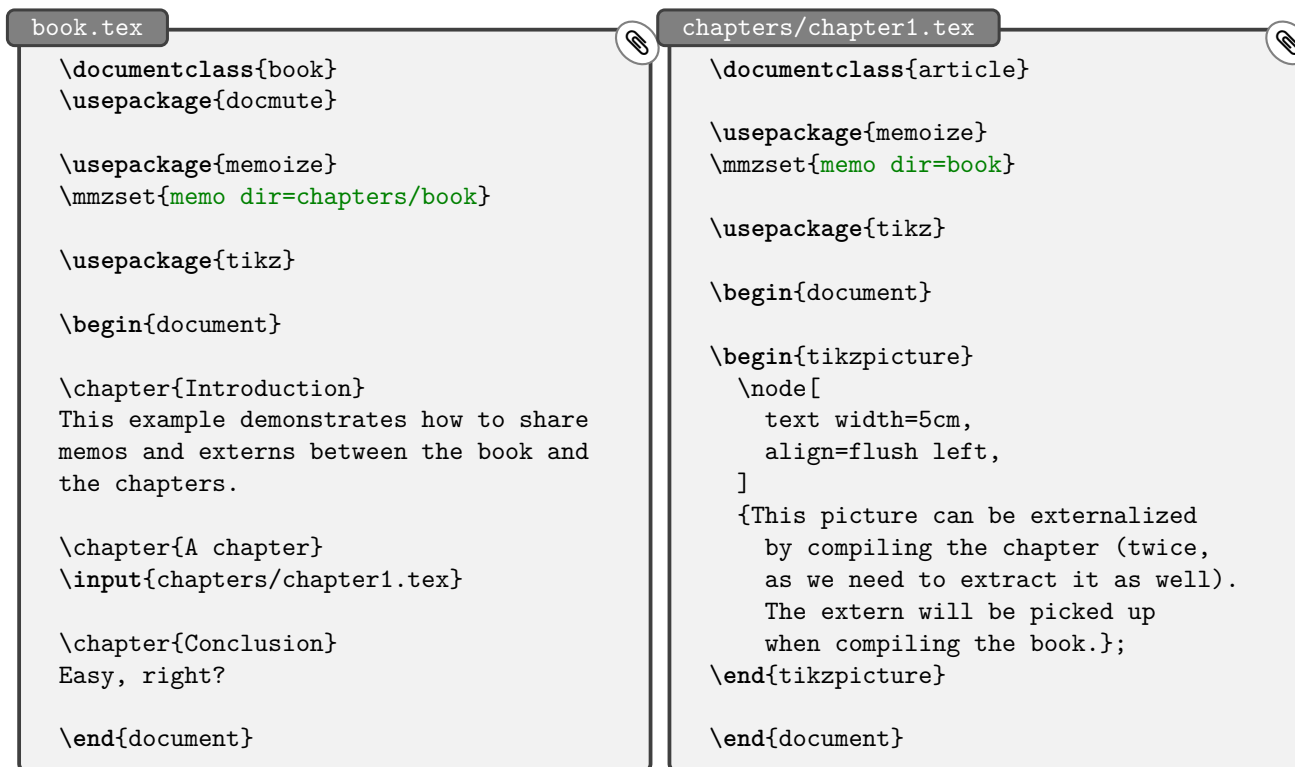 book.tex
\documentclass{book}
\usepackage{docmute}
\usepackage{memoize}
\mmzset{memo dir=chapters/book}
\usepackage{tikz}
\begin{document}
\chapter{Introduction}
This example demonstrates how to share
memos and externs between the book and
the chapters.
\chapter{A chapter}
\input{chapters/chapter1.tex}
\chapter{Conclusion}
Easy, right?
\end{document}
chapters/chapter1.tex
\documentclass{article}
\usepackage{memoize}
\mmzset{memo dir=book}
\usepackage{tikz}
\begin{document}
\begin{tikzpicture}
\node[
text width=5cm,
align=flush left,
]
{This picture can be externalized
by compiling the chapter (twice,
as we need to extract it as well).
The extern will be picked up
when compiling the book.};
\end{tikzpicture}
\end{document}